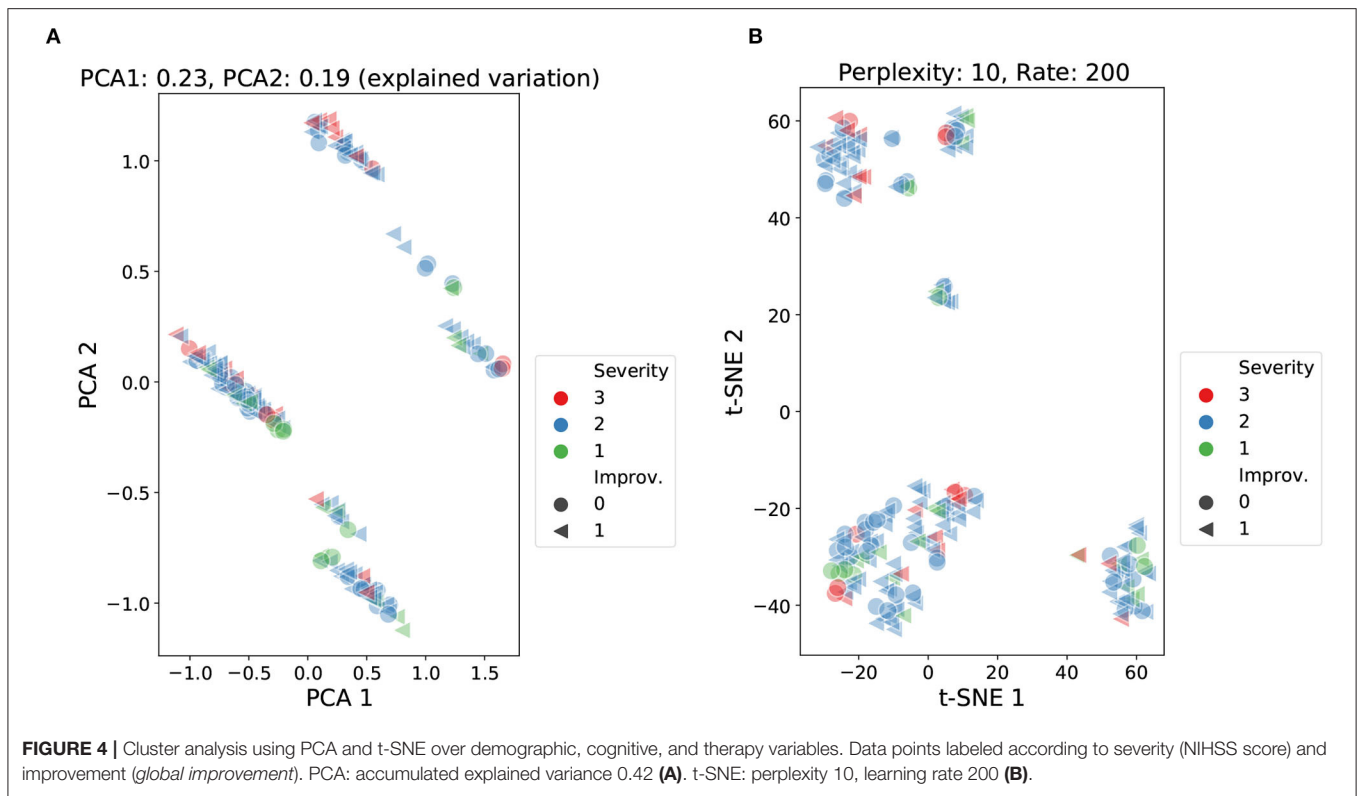 A
PCA1: 0.23, PCA2: 0.19 (explained variation)
1.0
0.5
0.0
−0.5
−1.0
PCA 2
−1.0
−0.5
0.0
0.5
1.0
1.5
PCA 1
Severity
3
2
1
Improv.
0
1
B
Perplexity: 10, Rate: 200
60
40
20
0
−20
−40
t-SNE 2
−20
0
20
40
60
t-SNE 1
Severity
3
2
1
Improv.
0
1
FIGURE 4 | Cluster analysis using PCA and t-SNE over demographic, cognitive, and therapy variables. Data points labeled according to severity (NIHSS score) and
improvement (global improvement). PCA: accumulated explained variance 0.42 (A). t-SNE: perplexity 10, learning rate 200 (B).